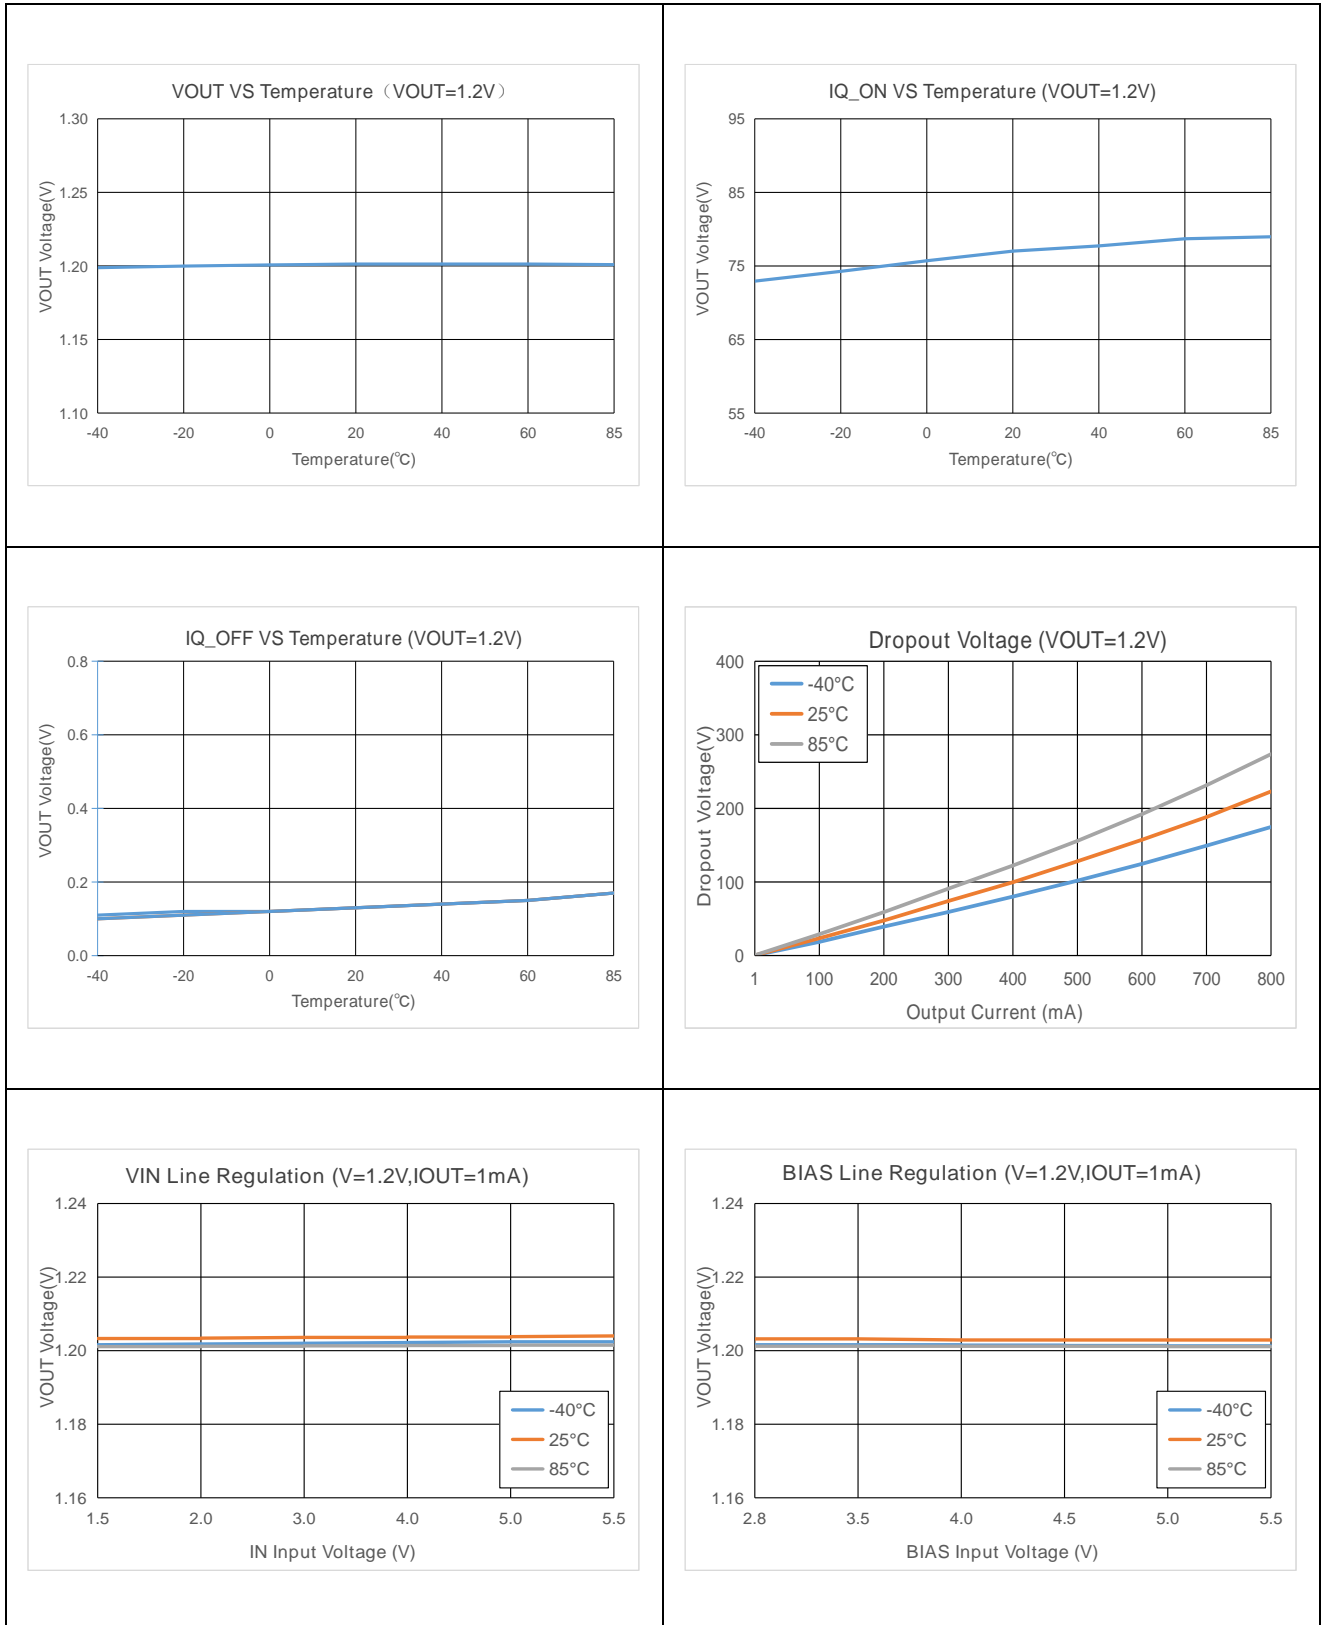 VOUT VS Temperature（VOUT=1.2V）
1.30
1.25
1.20
1.15
1.10
VOUT Voltage(V)
-40 -20 0 20 40 60 85
Temperature(℃)
IQ_ON VS Temperature (VOUT=1.2V)
95
85
75
65
55
VOUT Voltage(V)
-40 -20 0 20 40 60 85
Temperature(℃)
IQ_OFF VS Temperature (VOUT=1.2V)
0.8
0.6
0.4
0.2
0.0
VOUT Voltage(V)
-40 -20 0 20 40 60 85
Temperature(℃)
Dropout Voltage (VOUT=1.2V)
400
300
200
100
0
Dropout Voltage(V)
-40°C
25°C
85°C
1 100 200 300 400 500 600 700 800
Output Current (mA)
VIN Line Regulation (V=1.2V,IOUT=1mA)
1.24
1.22
1.20
1.18
1.16
VOUT Voltage(V)
-40°C
25°C
85°C
1.5 2.0 3.0 4.0 5.0 5.5
IN Input Voltage (V)
BIAS Line Regulation (V=1.2V,IOUT=1mA)
1.24
1.22
1.20
1.18
1.16
VOUT Voltage(V)
-40°C
25°C
85°C
2.8 3.5 4.0 4.5 5.0 5.5
BIAS Input Voltage (V)